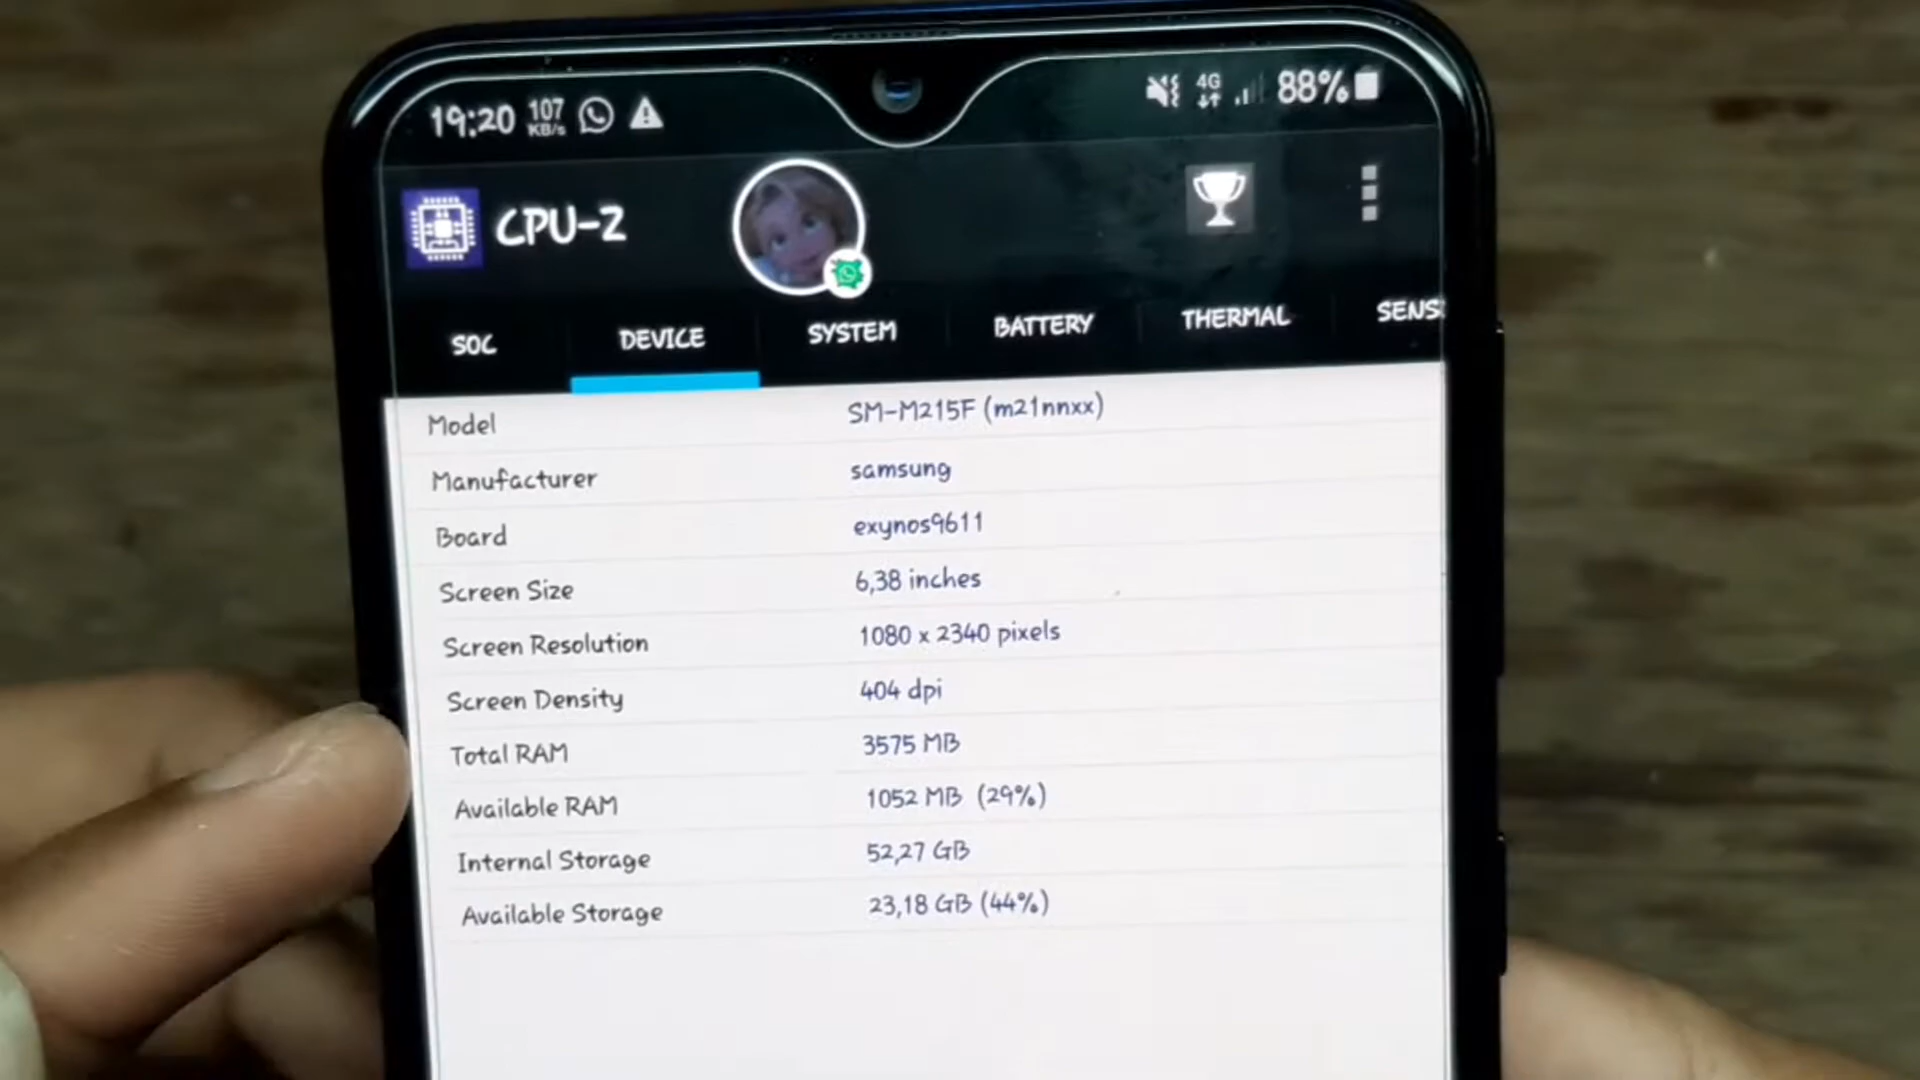 19:20 107 KB/s 4G 88%
CPU-Z
SOC DEVICE SYSTEM BATTERY THERMAL SENS
Model SM-M215F (m21nnxx)
Manufacturer samsung
Board exynos9611
Screen Size 6,38 inches
Screen Resolution 1080 x 2340 pixels
Screen Density 404 dpi
Total RAM 3575 MB
Available RAM 1052 MB (29%)
Internal Storage 52,27 GB
Available Storage 23,18 GB (44%)